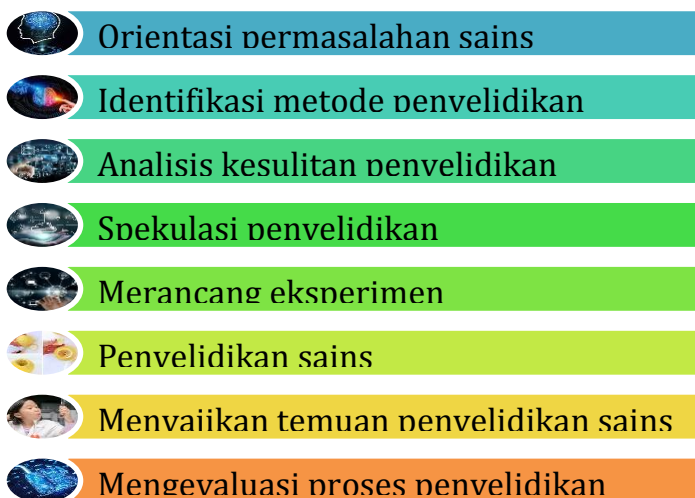 Orientasi permasalahan sains
Identifikasi metode penyelidikan
Analisis kesulitan penyelidikan
Spekulasi penyelidikan
Merancang eksperimen
Penyelidikan sains
Menyajikan temuan penyelidikan sains
Mengevaluasi proses penyelidikan